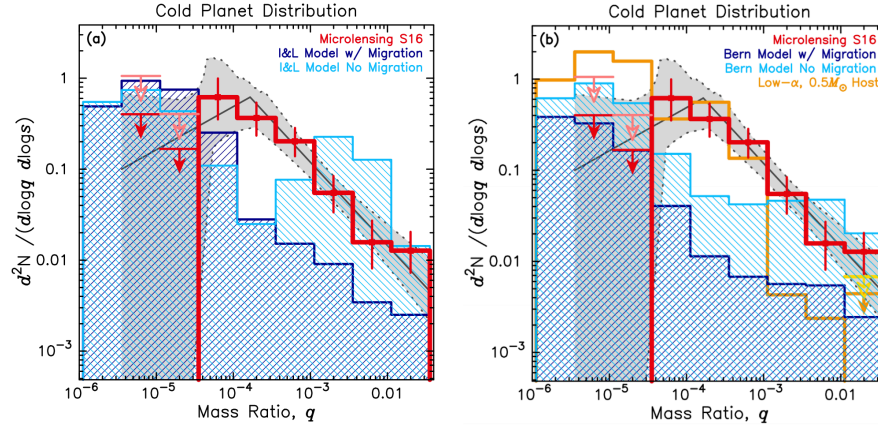 Cold Planet Distribution
(a)
Microlensing S16
I&L Model w/ Migration
I&L Model No Migration
d²N /(dlogq dlogs)
1
0.1
0.01
10⁻³
10⁻⁶
10⁻⁵
10⁻⁴
10⁻³
0.01
Mass Ratio, q
Cold Planet Distribution
(b)
Microlensing S16
Bern Model w/ Migration
Bern Model No Migration
Low-α, 0.5M☉ Host
d²N /(dlogq dlogs)
1
0.1
0.01
10⁻³
10⁻⁶
10⁻⁵
10⁻⁴
10⁻³
0.01
Mass Ratio, q